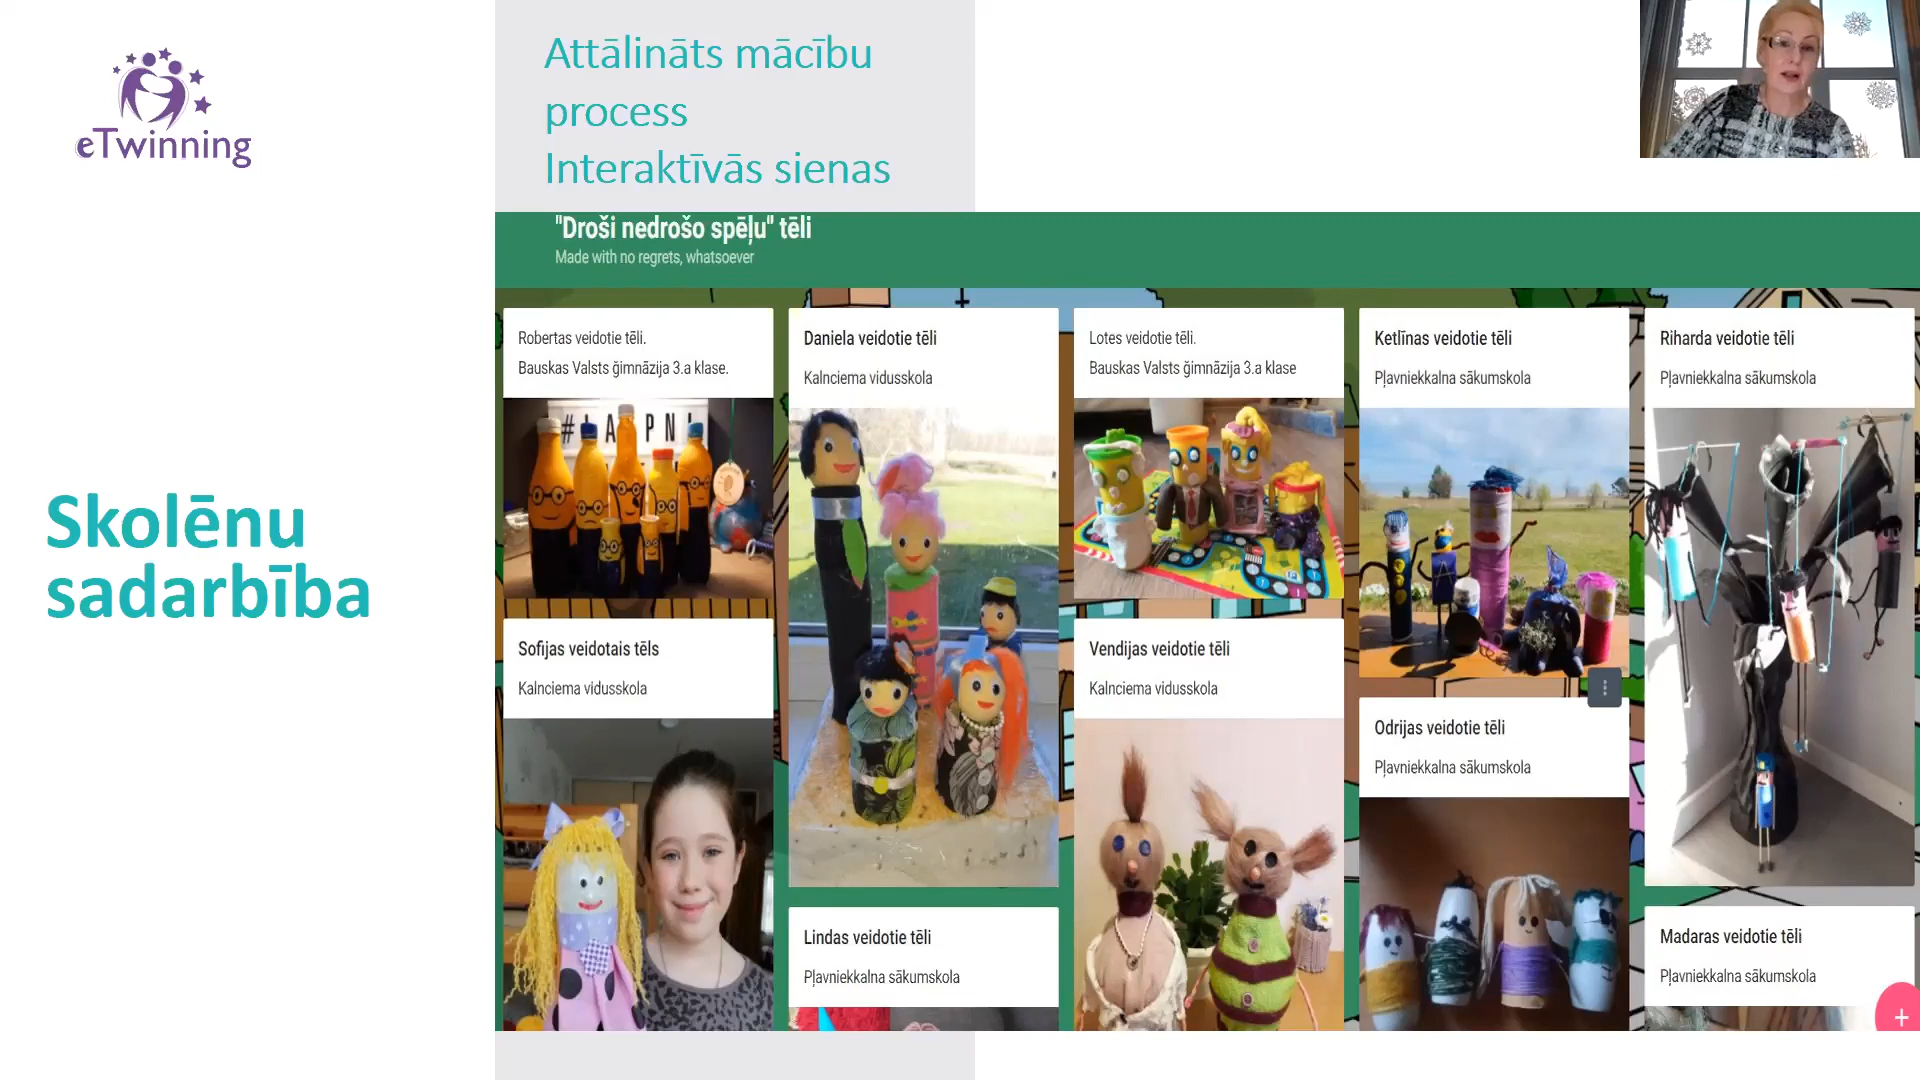 eTwinning
Attālināts mācību
process
Interaktīvās sienas
Skolēnu
sadarbība
"Droši nedrošo spēļu" tēli
Made with no regrets, whatsoever
Robertas veidotie tēli.
Bauskas Valsts ģimnāzija 3.a klase.
Sofijas veidotais tēls
Kalnciema vidusskola
Daniela veidotie tēli
Kalnciema vidusskola
Lindas veidotie tēli
Pļavniekkalna sākumskola
Lotes veidotie tēli.
Bauskas Valsts ģimnāzija 3.a klase
Vendijas veidotie tēli
Kalnciema vidusskola
Ketlīnas veidotie tēli
Pļavniekkalna sākumskola
Odrijas veidotie tēli
Pļavniekkalna sākumskola
Riharda veidotie tēli
Pļavniekkalna sākumskola
Madaras veidotie tēli
Pļavniekkalna sākumskola